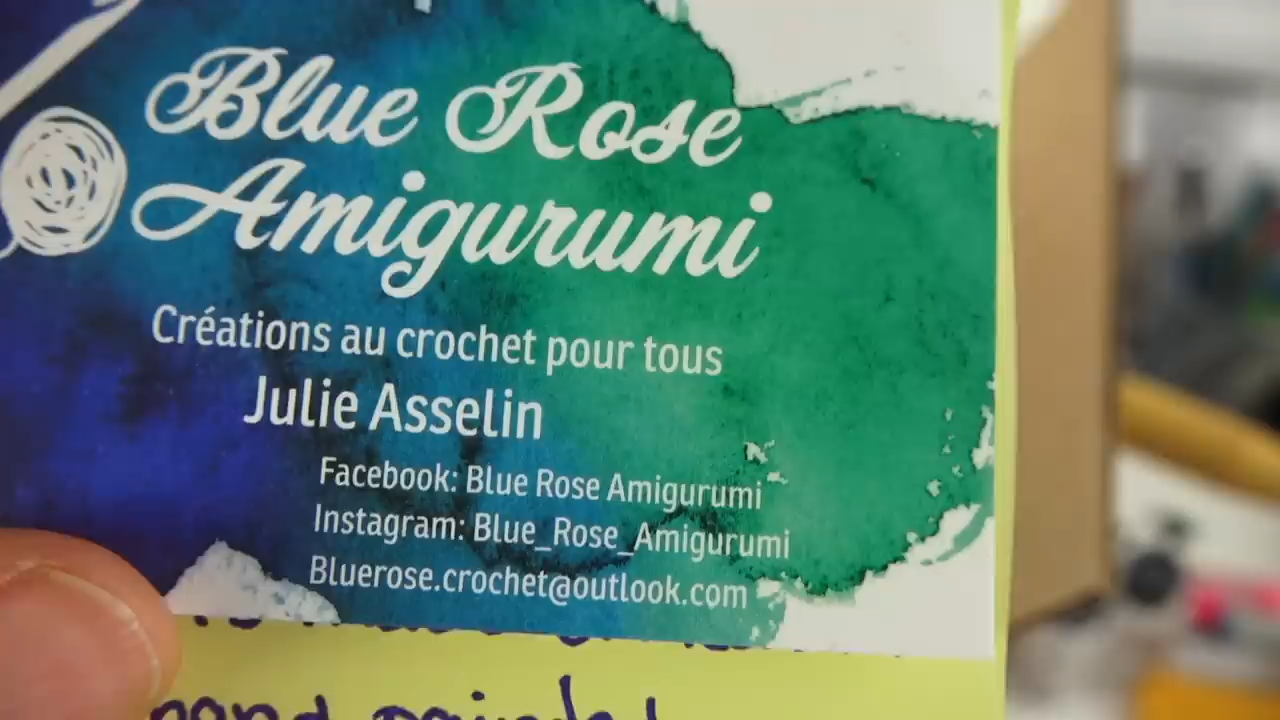 Blue Rose
Amigurumi
Créations au crochet pour tous
Julie Asselin
Facebook: Blue Rose Amigurumi
Instagram: Blue_Rose_Amigurumi
Bluerose.crochet@outlook.com